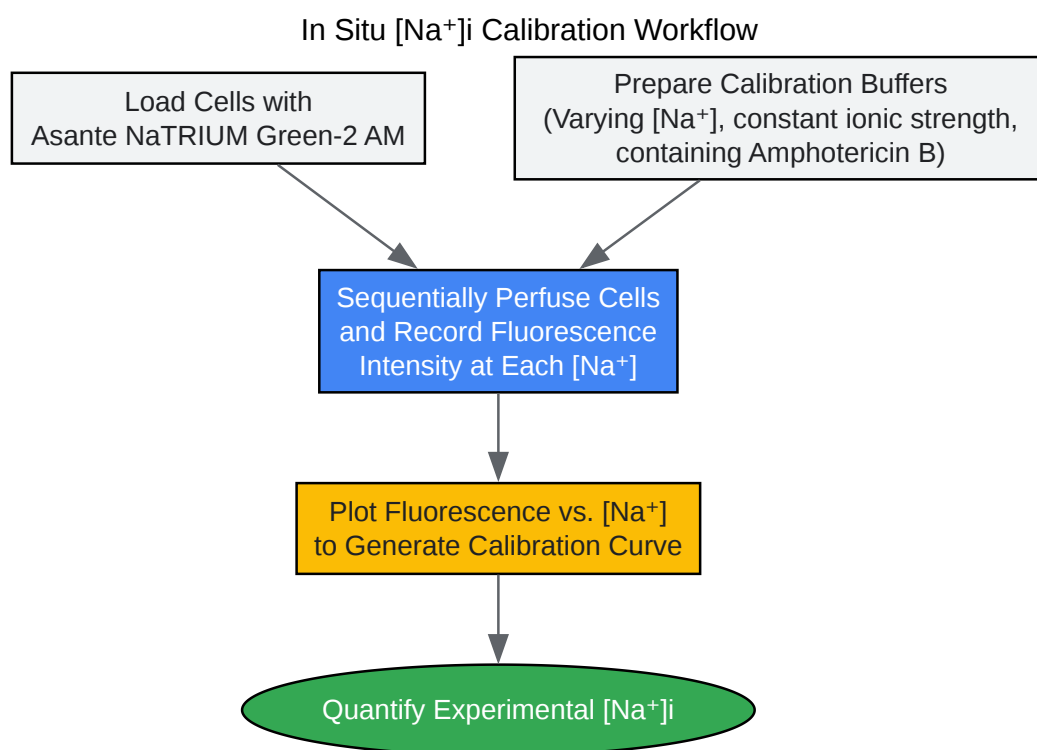 In Situ [Na⁺]i Calibration Workflow
Load Cells with
Asante NaTRIUM Green-2 AM
Prepare Calibration Buffers
(Varying [Na⁺], constant ionic strength,
containing Amphotericin B)
Sequentially Perfuse Cells
and Record Fluorescence
Intensity at Each [Na⁺]
Plot Fluorescence vs. [Na⁺]
to Generate Calibration Curve
Quantify Experimental [Na⁺]i